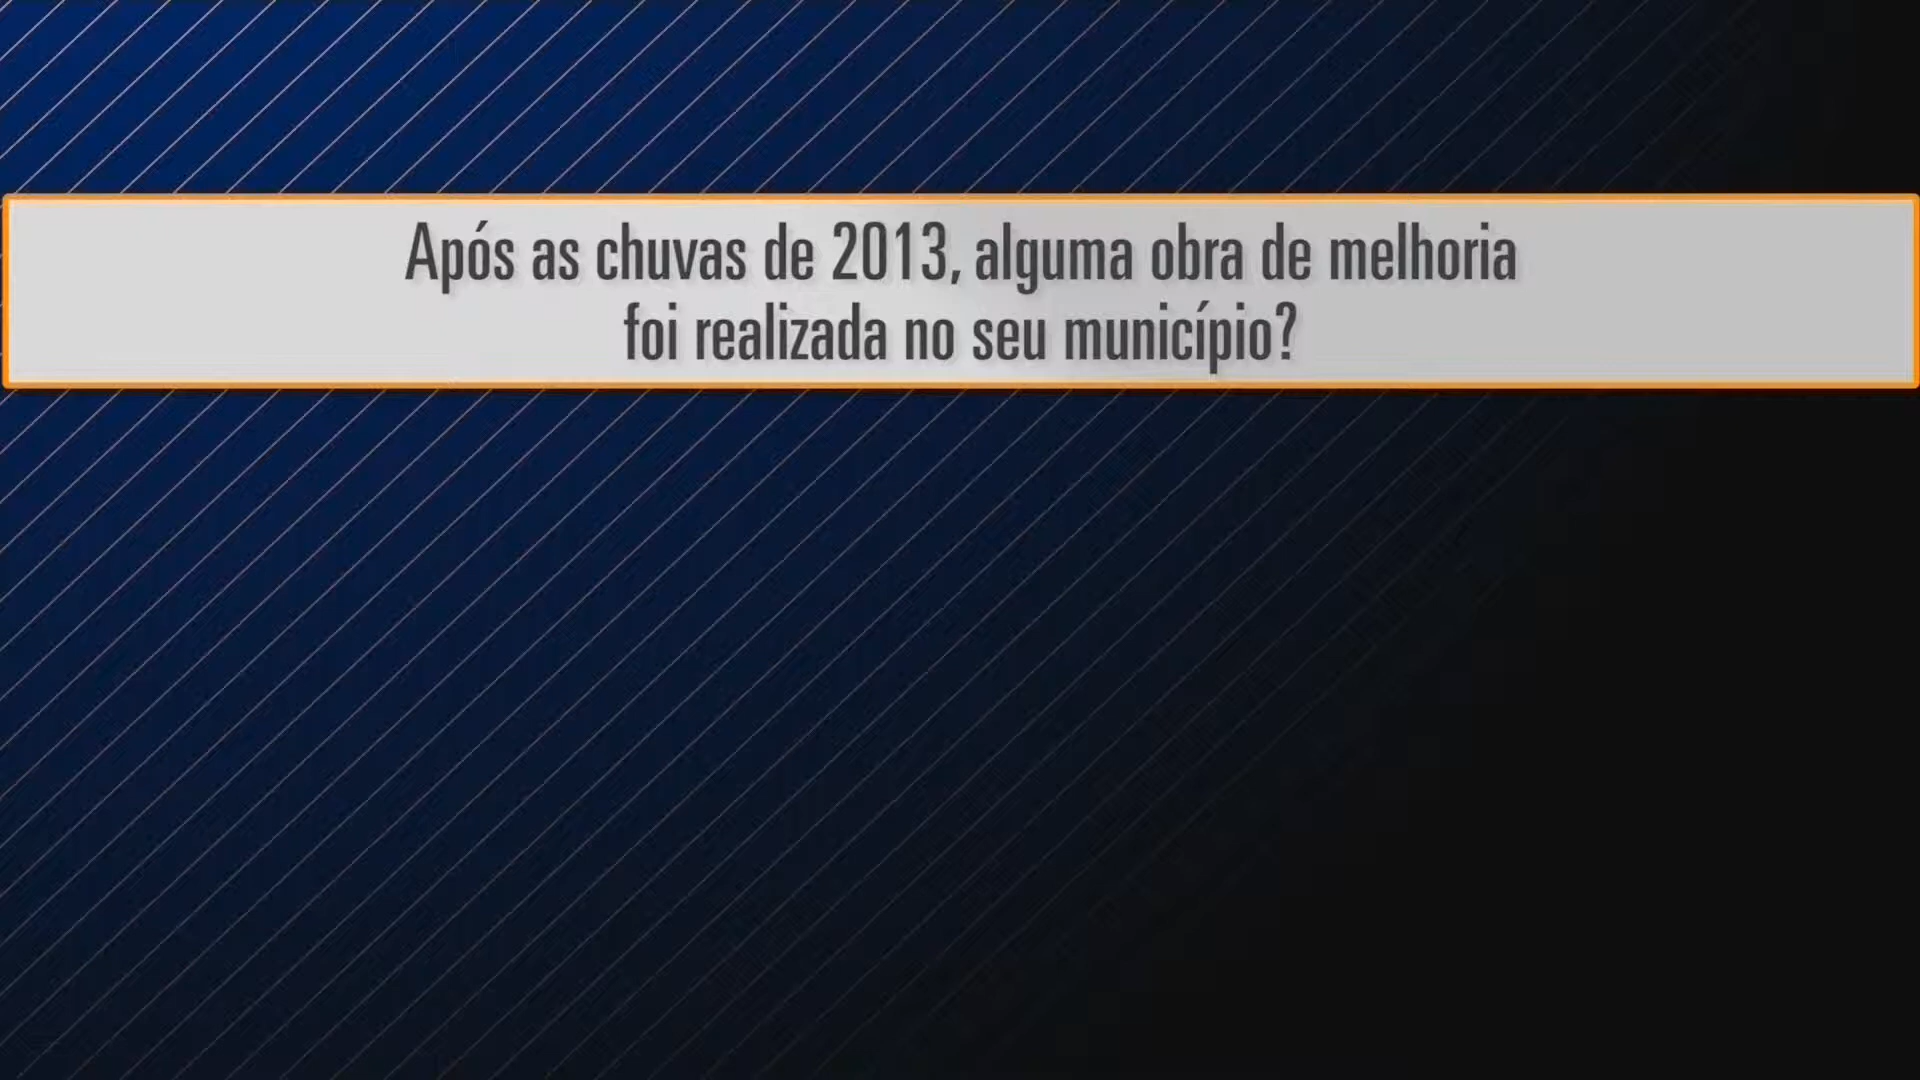 Após as chuvas de 2013, alguma obra de melhoria
foi realizada no seu município?